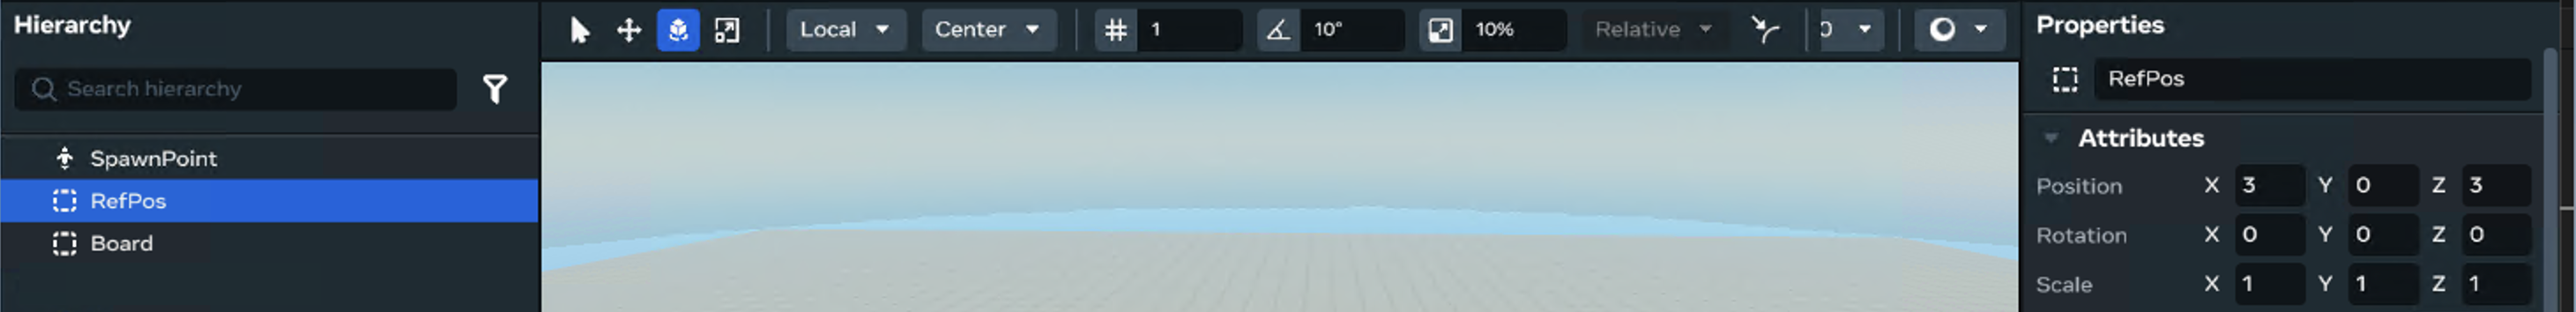 Hierarchy
Search hierarchy
SpawnPoint
RefPos
Board
Local Center 1 10° 10% Relative
Properties
RefPos
Attributes
Position X 3 Y 0 Z 3
Rotation X 0 Y 0 Z 0
Scale X 1 Y 1 Z 1